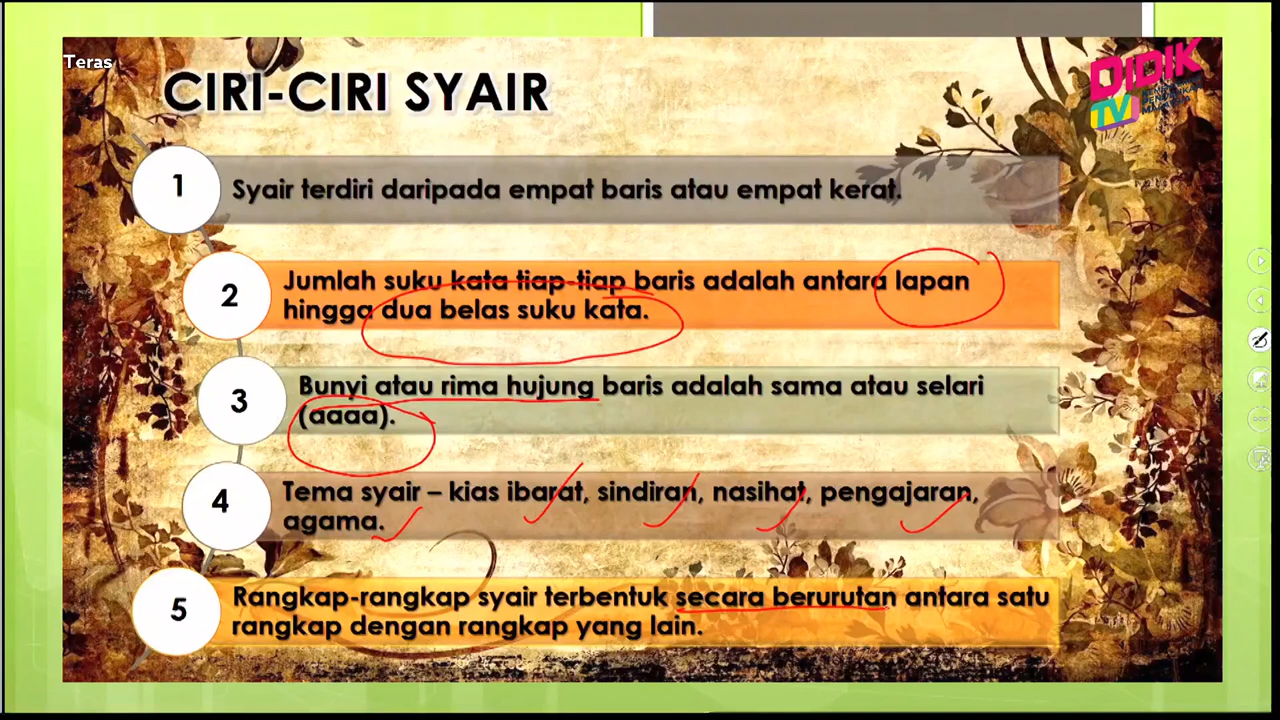 Teras
CIRI-CIRI SYAIR
DIDIK
TV
1
Syair terdiri daripada empat baris atau empat kerat.
2
Jumlah suku kata tiap-tiap baris adalah antara lapan
hingga dua belas suku kata.
3
Bunyi atau rima hujung baris adalah sama atau selari
(aaaa).
4
Tema syair – kias ibarat, sindiran, nasihat, pengajaran,
agama.
5
Rangkap-rangkap syair terbentuk secara berurutan antara satu
rangkap dengan rangkap yang lain.